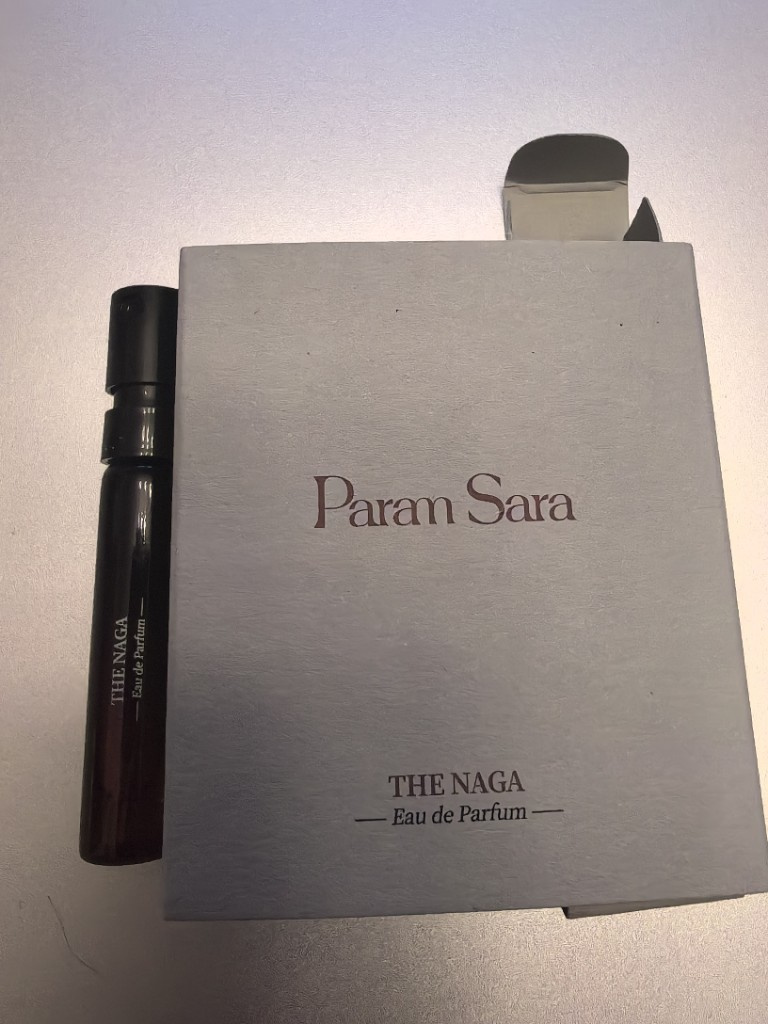 Param Sara
THE NAGA
— Eau de Parfum —
THE NAGA
— Eau de Parfum —